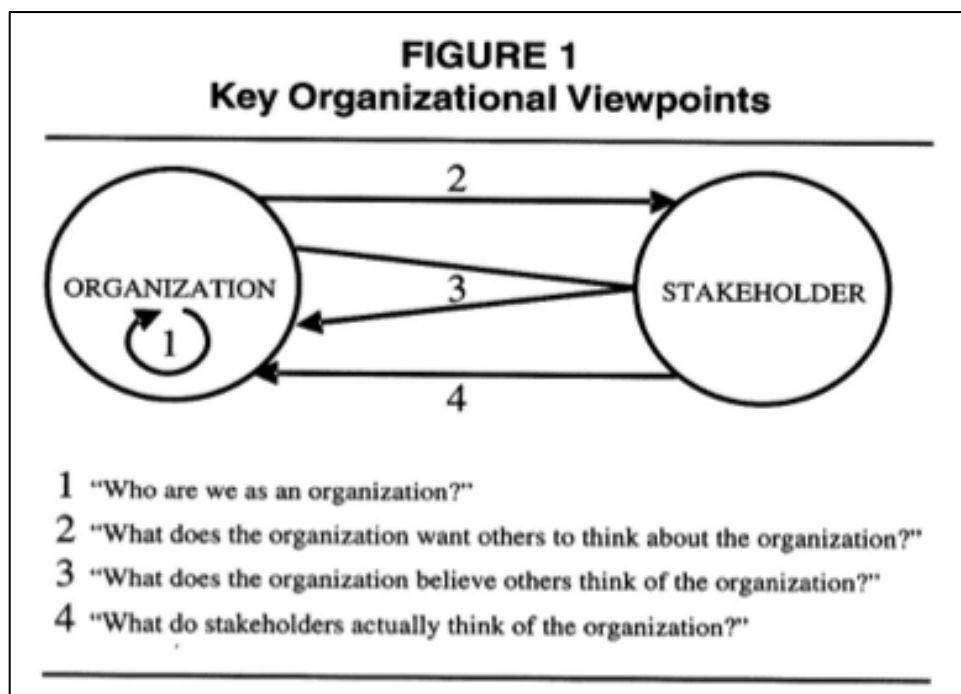 FIGURE 1
Key Organizational Viewpoints
2
ORGANIZATION
3
STAKEHOLDER
1
4
1 “Who are we as an organization?”
2 “What does the organization want others to think about the organization?”
3 “What does the organization believe others think of the organization?”
4 “What do stakeholders actually think of the organization?”